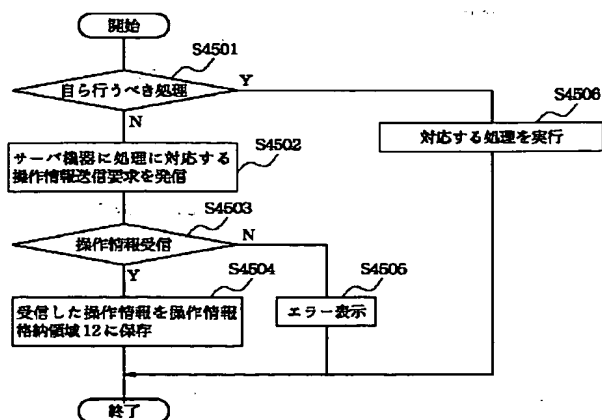 開始
S4501
自ら行うべき処理
Y
N
S4506
対応する処理を実行
サーバ機器に処理に対応する
操作情報送信要求を発信
S4502
S4503
操作情報受信
N
Y
S4504
受信した操作情報を操作情報
格納領域12に保存
S4505
エラー表示
終了